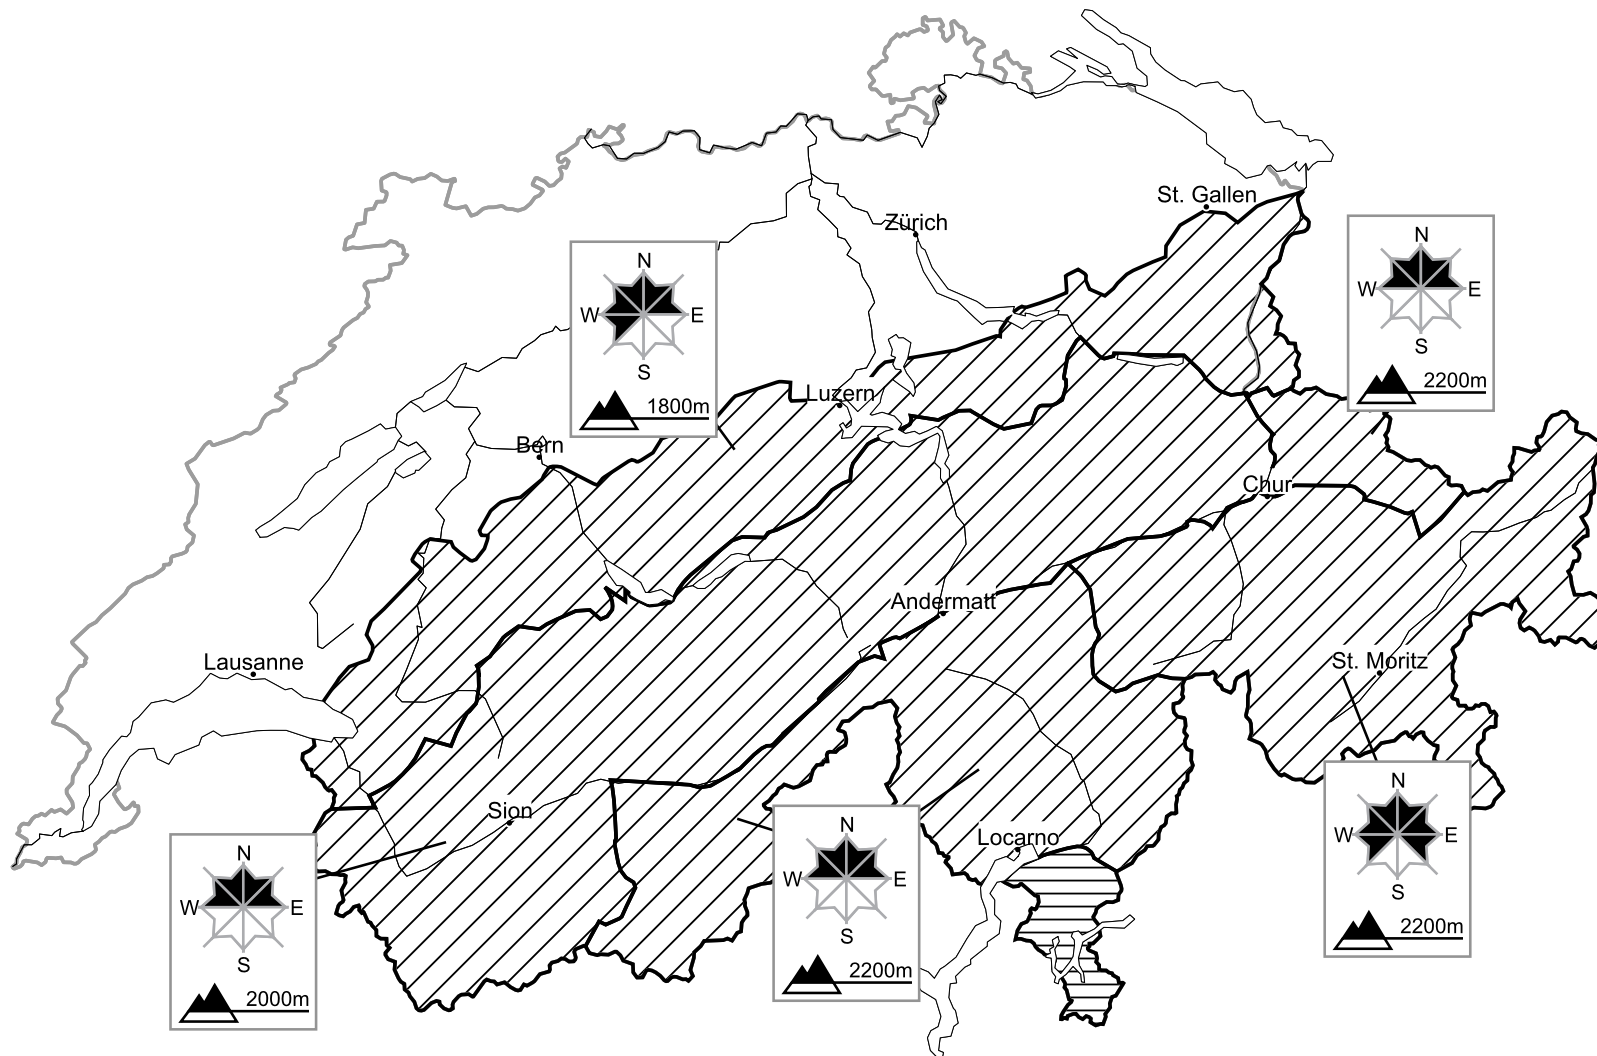 St. Gallen
Zürich
N
W E
S
1800m
N
W E
S
2200m
Luzern
Bern
Chur
Andermatt
Lausanne
St. Moritz
Sion
Locarno
N
W E
S
2000m
N
W E
S
2200m
N
W E
S
2200m